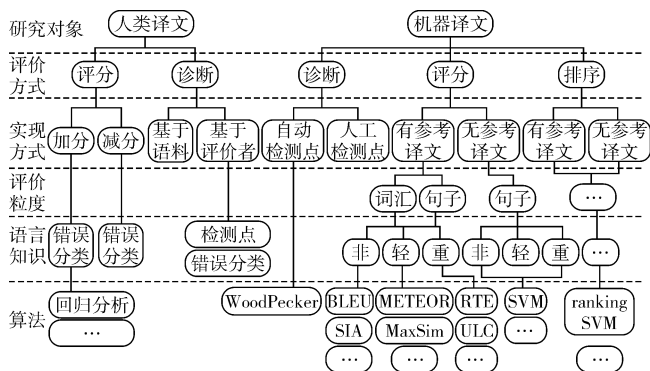 研究对象 人类译文 机器译文
评价方式 评分 诊断 诊断 评分 排序
实现方式 加分 减分 基于语料 基于评价者 自动检测点 人工检测点 有参考译文 无参考译文 有参考译文 无参考译文
评价粒度 词汇 句子 句子 …
语言知识 错误分类 错误分类 检测点 错误分类 非 轻 重 非 轻 重 …
算法 回归分析 … WoodPecker BLEU METEOR RTE SVM ranking SVM
SIA MaxSim ULC …
… … … …